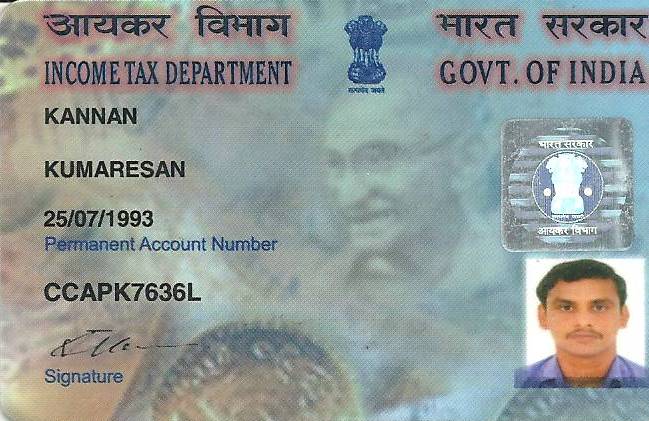 आयकर विभाग भारत सरकार
INCOME TAX DEPARTMENT GOVT. OF INDIA
सत्यमेव जयते
KANNAN
KUMARESAN
25/07/1993
Permanent Account Number
CCAPK7636L
Signature
भारत सरकार
आयकर विभाग